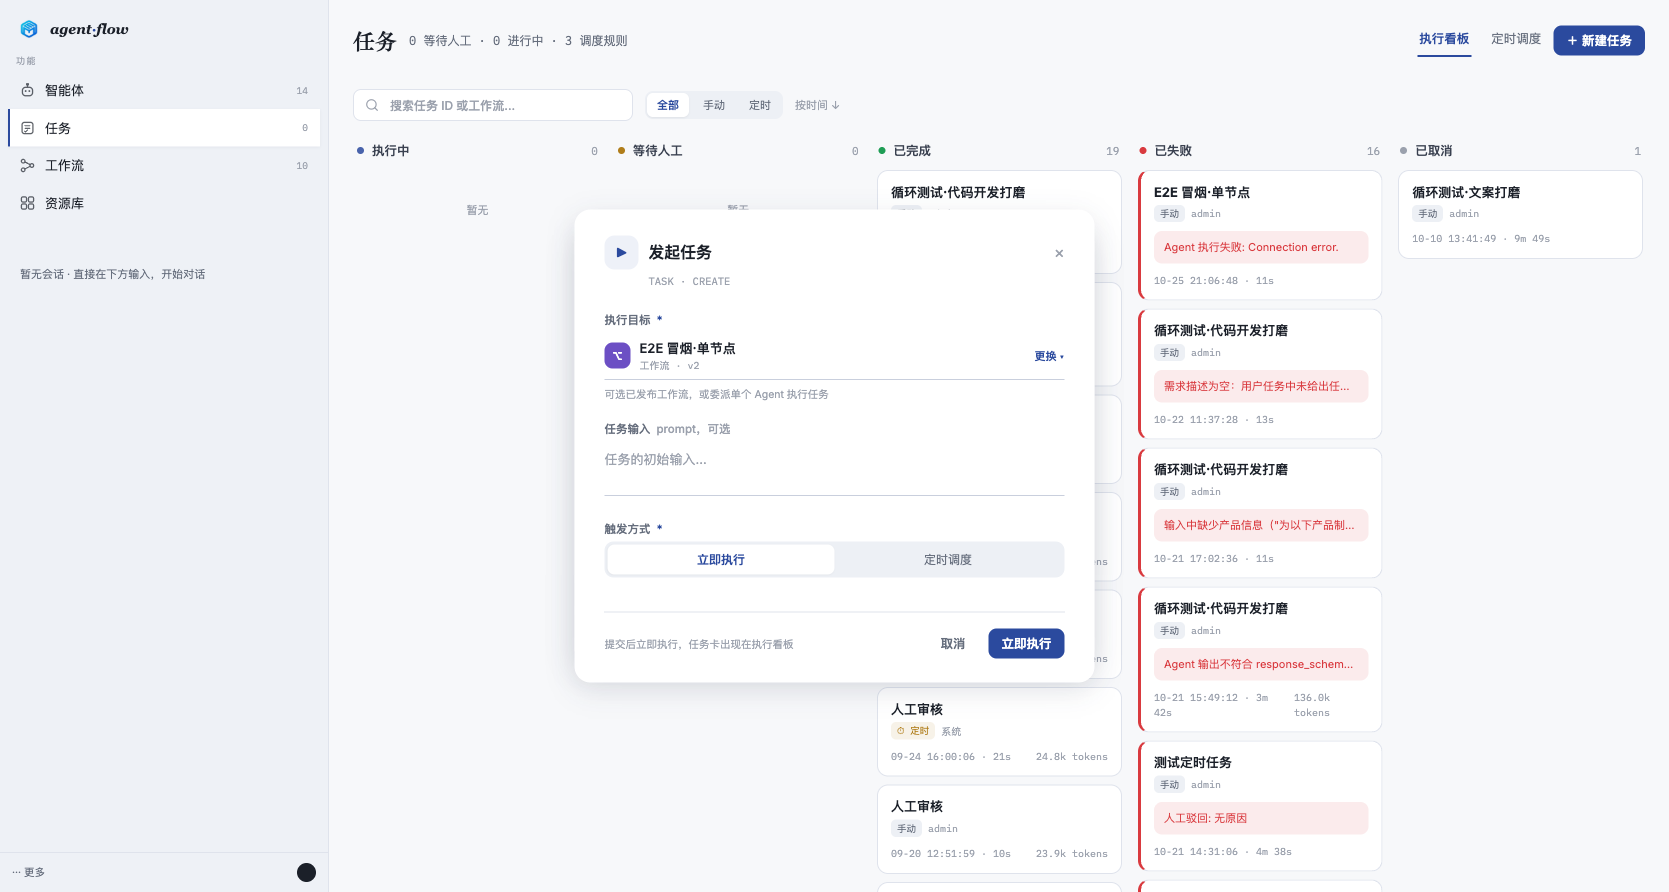 agent·flow
功能
智能体 14
任务 0
工作流 10
资源库
暂无会话 · 直接在下方输入，开始对话
··· 更多
任务 0 等待人工 · 0 进行中 · 3 调度规则
执行看板 定时调度 + 新建任务
搜索任务 ID 或工作流... 全部 手动 定时 按时间 ↓
执行中 0
暂无
等待人工 0
暂无
已完成 19
循环测试·代码开发打磨
ns
ns
人工审核
定时 系统
09-24 16:00:06 · 21s 24.8k tokens
人工审核
手动 admin
09-20 12:51:59 · 10s 23.9k tokens
已失败 16
E2E 冒烟·单节点
手动 admin
Agent 执行失败: Connection error.
10-25 21:06:48 · 11s
循环测试·代码开发打磨
手动 admin
需求描述为空：用户任务中未给出任...
10-22 11:37:28 · 13s
循环测试·代码开发打磨
手动 admin
输入中缺少产品信息（"为以下产品制...
10-21 17:02:36 · 11s
循环测试·代码开发打磨
手动 admin
Agent 输出不符合 response_schem...
10-21 15:49:12 · 3m 136.0k
42s tokens
测试定时任务
手动 admin
人工驳回: 无原因
10-21 14:31:06 · 4m 38s
已取消 1
循环测试·文案打磨
手动 admin
10-10 13:41:49 · 9m 49s
发起任务 ×
TASK · CREATE
执行目标 *
E2E 冒烟·单节点
工作流 · v2
更换 ▾
可选已发布工作流，或委派单个 Agent 执行任务
任务输入 prompt，可选
任务的初始输入...
触发方式 *
立即执行 定时调度
提交后立即执行，任务卡出现在执行看板 取消 立即执行